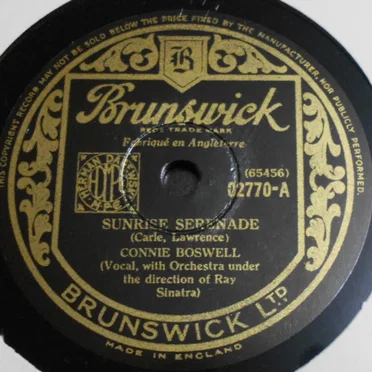 THIS COPYRIGHT RECORD MAY NOT BE SOLD BELOW THE PRICE FIXED BY THE MANUFACTURER, NOR PUBLICLY PERFORMED.
B
Brunswick
REGD TRADE MARK
Fabriqué en Angleterre
(65456)
02770-A
SUNRISE SERENADE
(Carle, Lawrence)
CONNIE BOSWELL
(Vocal, with Orchestra under
the direction of Ray
Sinatra)
BRUNSWICK LTD
MADE IN ENGLAND